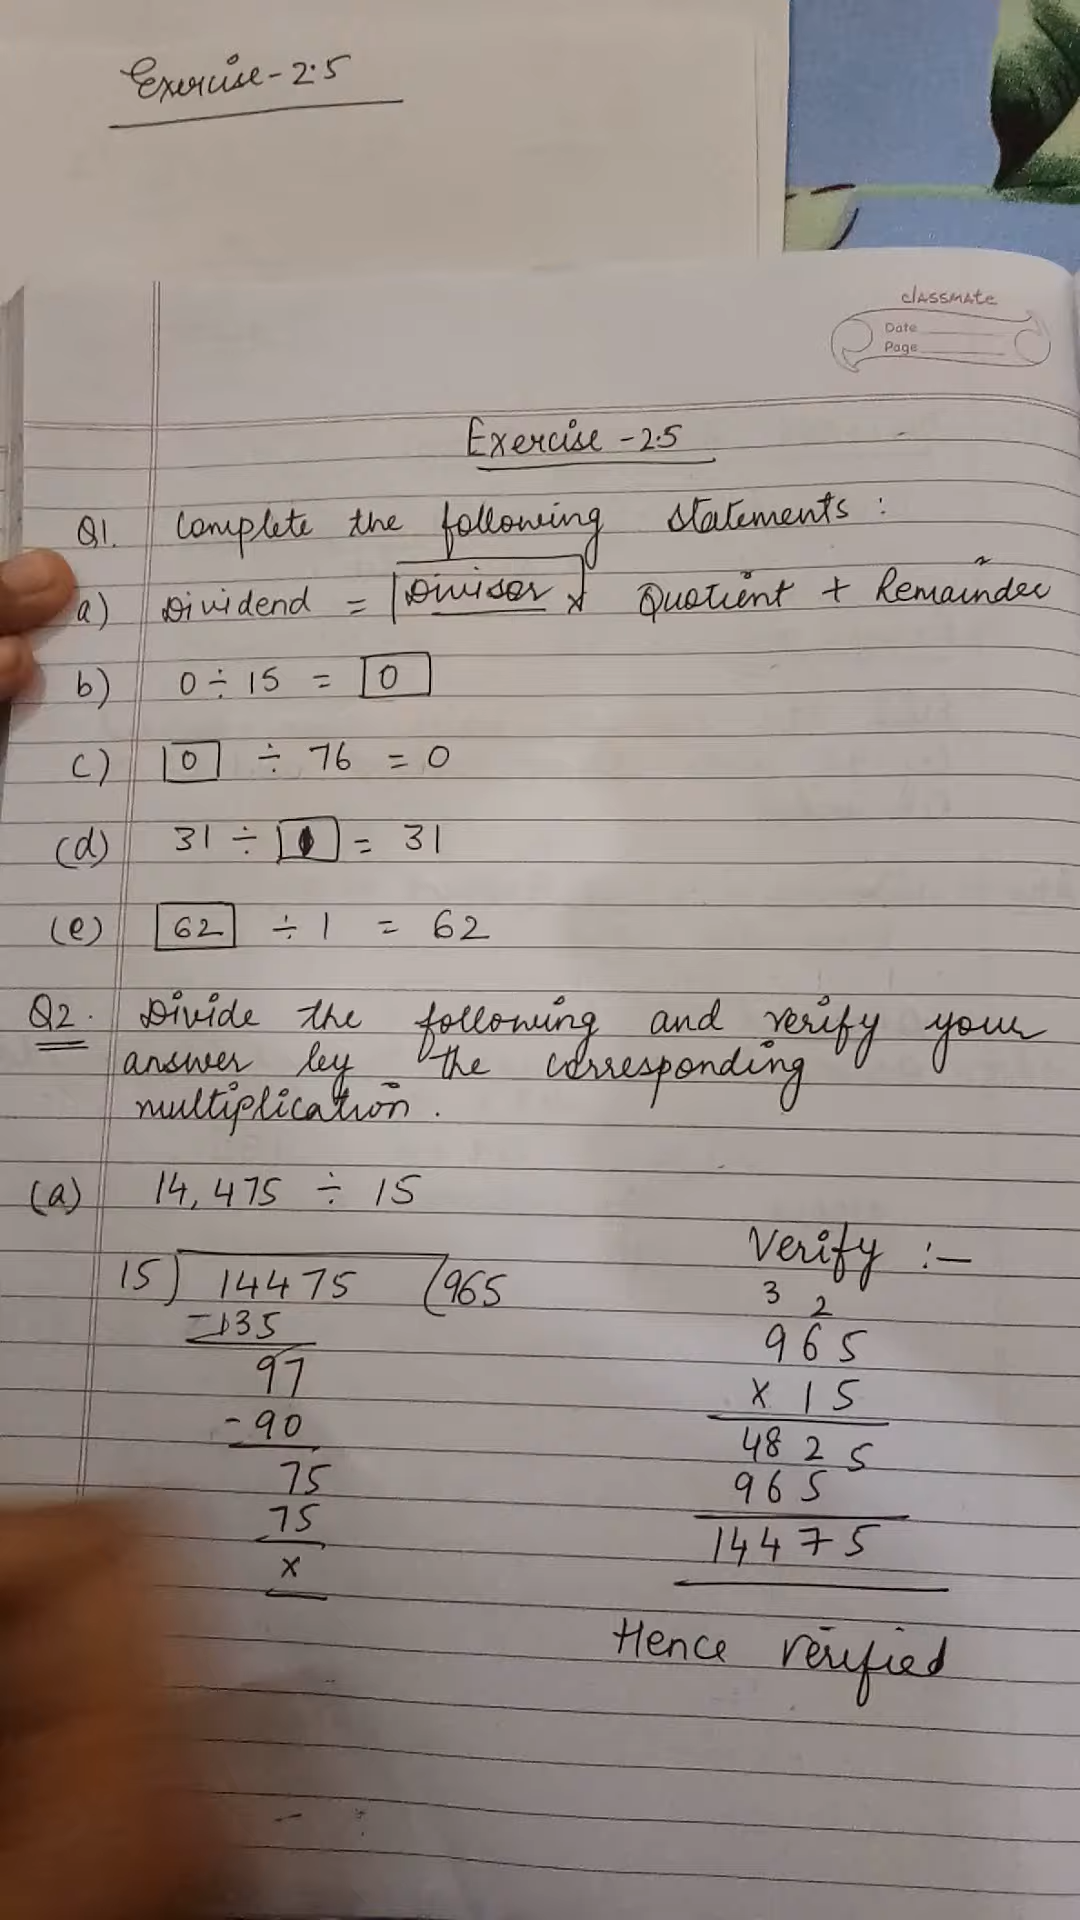 Exercise - 2.5
classmate
Date
Page
Exercise - 2.5
Q1. Complete the following statements :
a) Dividend = Divisor × Quotient + Remainder
b) 0 ÷ 15 = 0
c) 0 ÷ 76 = 0
(d) 31 ÷ 1 = 31
(e) 62 ÷ 1 = 62
Q2. Divide the following and verify your
answer by the corresponding
multiplication.
(a) 14,475 ÷ 15
Verify :-
15) 14475 (965
-135
97
-90
75
75
x
3 2
965
x 15
4825
965
14475
Hence verified